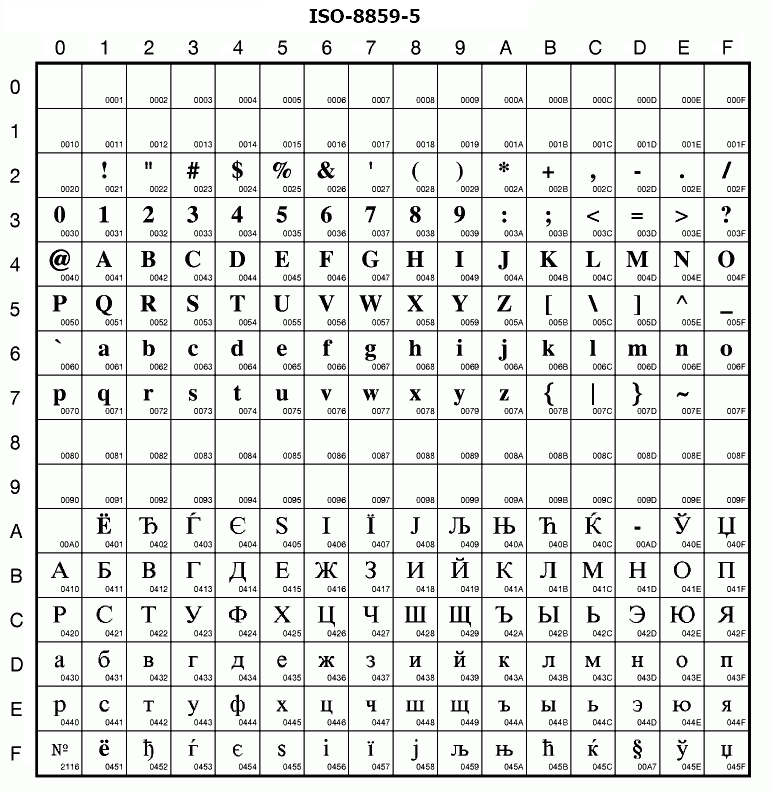 ISO-8859-5
0 1 2 3 4 5 6 7 8 9 A B C D E F
0
0001 0002 0003 0004 0005 0006 0007 0008 0009 000A 000B 000C 000D 000E 000F
1
0010 0011 0012 0013 0014 0015 0016 0017 0018 0019 001A 001B 001C 001D 001E 001F
2 ! " # $ % & ' ( ) * + , - . /
0020 0021 0022 0023 0024 0025 0026 0027 0028 0029 002A 002B 002C 002D 002E 002F
3 0 1 2 3 4 5 6 7 8 9 : ; < = > ?
0030 0031 0032 0033 0034 0035 0036 0037 0038 0039 003A 003B 003C 003D 003E 003F
4 @ A B C D E F G H I J K L M N O
0040 0041 0042 0043 0044 0045 0046 0047 0048 0049 004A 004B 004C 004D 004E 004F
5 P Q R S T U V W X Y Z [ \ ] ^ _
0050 0051 0052 0053 0054 0055 0056 0057 0058 0059 005A 005B 005C 005D 005E 005F
6 ` a b c d e f g h i j k l m n o
0060 0061 0062 0063 0064 0065 0066 0067 0068 0069 006A 006B 006C 006D 006E 006F
7 p q r s t u v w x y z { | } ~
0070 0071 0072 0073 0074 0075 0076 0077 0078 0079 007A 007B 007C 007D 007E 007F
8
0080 0081 0082 0083 0084 0085 0086 0087 0088 0089 008A 008B 008C 008D 008E 008F
9
0090 0091 0092 0093 0094 0095 0096 0097 0098 0099 009A 009B 009C 009D 009E 009F
A Ё Ђ Ѓ Є Ѕ І Ї Ј Љ Њ Ћ Ќ - Ў Џ
00A0 0401 0402 0403 0404 0405 0406 0407 0408 0409 040A 040B 040C 00AD 040E 040F
B А Б В Г Д Е Ж З И Й К Л М Н О П
0410 0411 0412 0413 0414 0415 0416 0417 0418 0419 041A 041B 041C 041D 041E 041F
C Р С Т У Ф Х Ц Ч Ш Щ Ъ Ы Ь Э Ю Я
0420 0421 0422 0423 0424 0425 0426 0427 0428 0429 042A 042B 042C 042D 042E 042F
D а б в г д е ж з и й к л м н о п
0430 0431 0432 0433 0434 0435 0436 0437 0438 0439 043A 043B 043C 043D 043E 043F
E р с т у ф х ц ч ш щ ъ ы ь э ю я
0440 0441 0442 0443 0444 0445 0446 0447 0448 0449 044A 044B 044C 044D 044E 044F
F № ё ђ ѓ є ѕ і ї ј љ њ ћ ќ § ў џ
2116 0451 0452 0453 0454 0455 0456 0457 0458 0459 045A 045B 045C 00A7 045E 045F